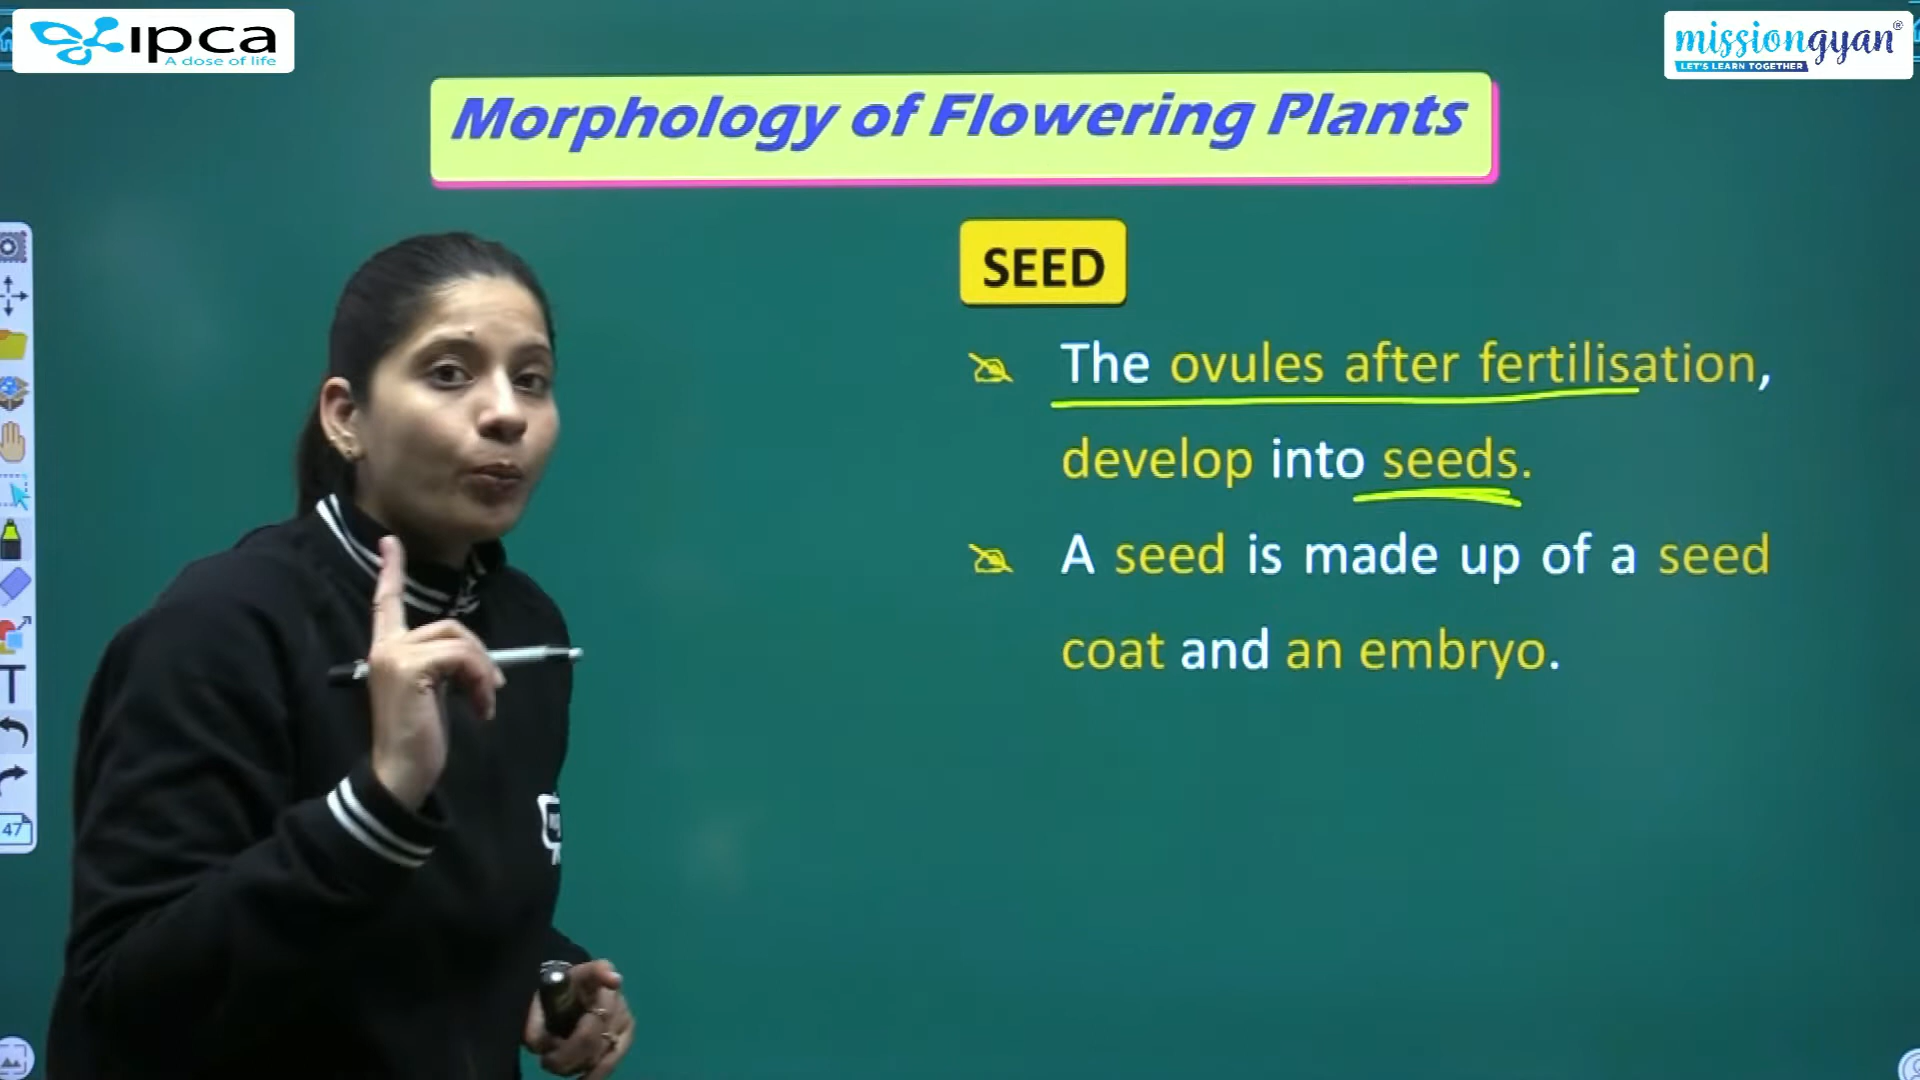 ipca
A dose of life
missiongyan®
LET'S LEARN TOGETHER
Morphology of Flowering Plants
SEED
The ovules after fertilisation,
develop into seeds.
A seed is made up of a seed
coat and an embryo.
T
47